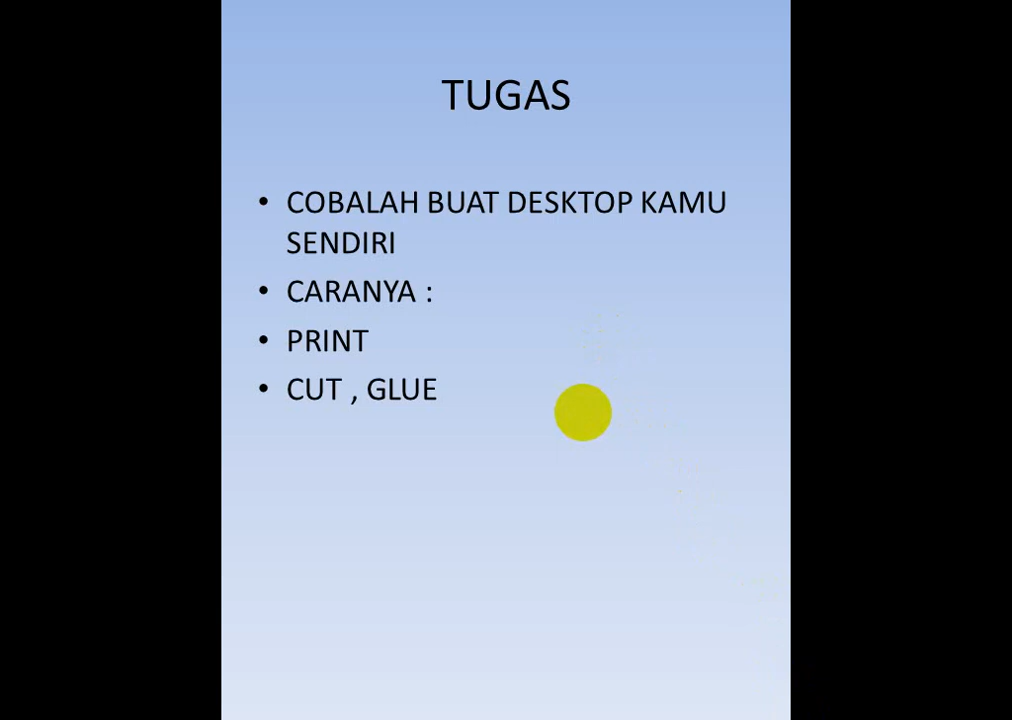 TUGAS
• COBALAH BUAT DESKTOP KAMU
SENDIRI
• CARANYA :
• PRINT
• CUT , GLUE